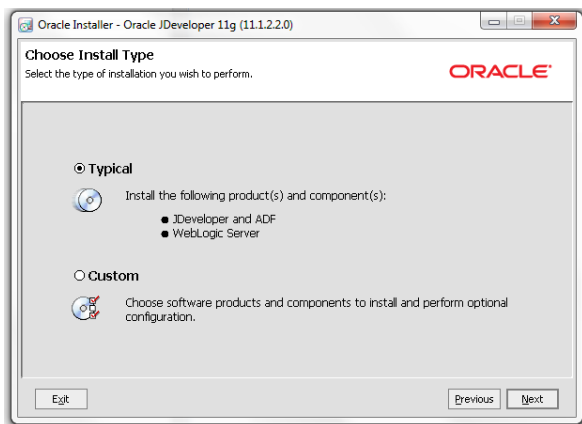 Oracle Installer - Oracle JDeveloper 11g (11.1.2.2.0)
Choose Install Type
Select the type of installation you wish to perform.
ORACLE
Typical
Install the following product(s) and component(s):
JDeveloper and ADF
WebLogic Server
Custom
Choose software products and components to install and perform optional
configuration.
Exit
Previous
Next